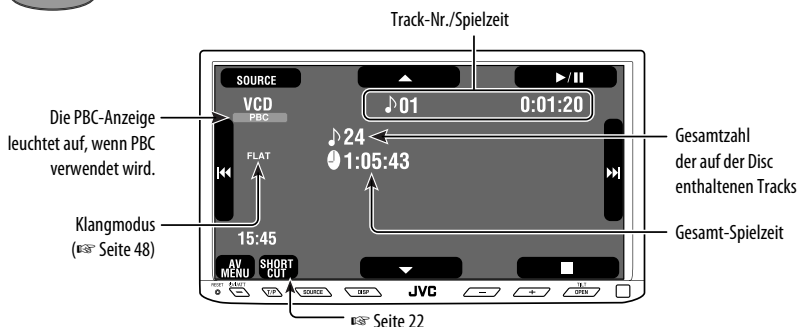 Track-Nr./Spielzeit
SOURCE
VCD
PBC
♪01
0:01:20
Die PBC-Anzeige
leuchtet auf, wenn PBC
verwendet wird.
♪24
1:05:43
Gesamtzahl
der auf der Disc
enthaltenen Tracks
FLAT
Klangmodus
(☞ Seite 48)
Gesamt-Spielzeit
15:45
AV
MENU
SHORT
CUT
RESET
T/P
SOURCE
DISP
JVC
TILT
OPEN
☞ Seite 22